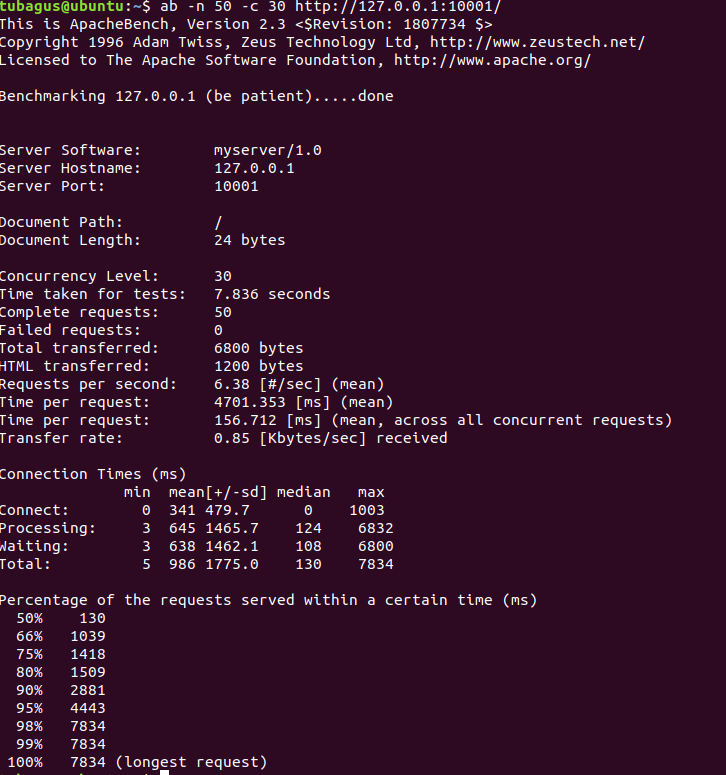 tubagus@ubuntu:~$ ab -n 50 -c 30 http://127.0.0.1:10001/
This is ApacheBench, Version 2.3 <$Revision: 1807734 $>
Copyright 1996 Adam Twiss, Zeus Technology Ltd, http://www.zeustech.net/
Licensed to The Apache Software Foundation, http://www.apache.org/

Benchmarking 127.0.0.1 (be patient).....done


Server Software:        myserver/1.0
Server Hostname:        127.0.0.1
Server Port:            10001

Document Path:          /
Document Length:        24 bytes

Concurrency Level:      30
Time taken for tests:   7.836 seconds
Complete requests:      50
Failed requests:        0
Total transferred:      6800 bytes
HTML transferred:       1200 bytes
Requests per second:    6.38 [#/sec] (mean)
Time per request:       4701.353 [ms] (mean)
Time per request:       156.712 [ms] (mean, across all concurrent requests)
Transfer rate:          0.85 [Kbytes/sec] received

Connection Times (ms)
              min  mean[+/-sd] median   max
Connect:        0  341 479.7      0    1003
Processing:     3  645 1465.7   124    6832
Waiting:        3  638 1462.1   108    6800
Total:          5  986 1775.0   130    7834

Percentage of the requests served within a certain time (ms)
  50%    130
  66%   1039
  75%   1418
  80%   1509
  90%   2881
  95%   4443
  98%   7834
  99%   7834
 100%   7834 (longest request)